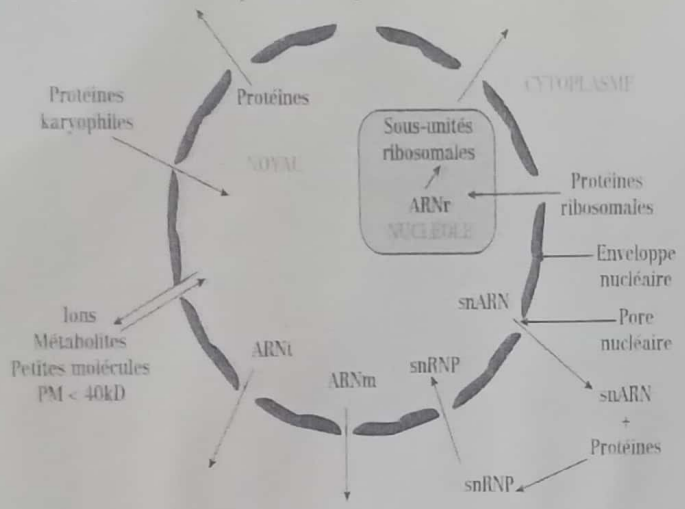 CYTOPLASME
Protéines
karyophiles
Protéines
NOYAU
Sous-unités
ribosomales
ARNr
NUCLÉOLE
Protéines
ribosomales
Enveloppe
nucléaire
Pore
nucléaire
snARN
snARN
+
Protéines
snRNP
snRNP
ARNm
ARNt
Ions
Métabolites
Petites molécules
PM < 40kD